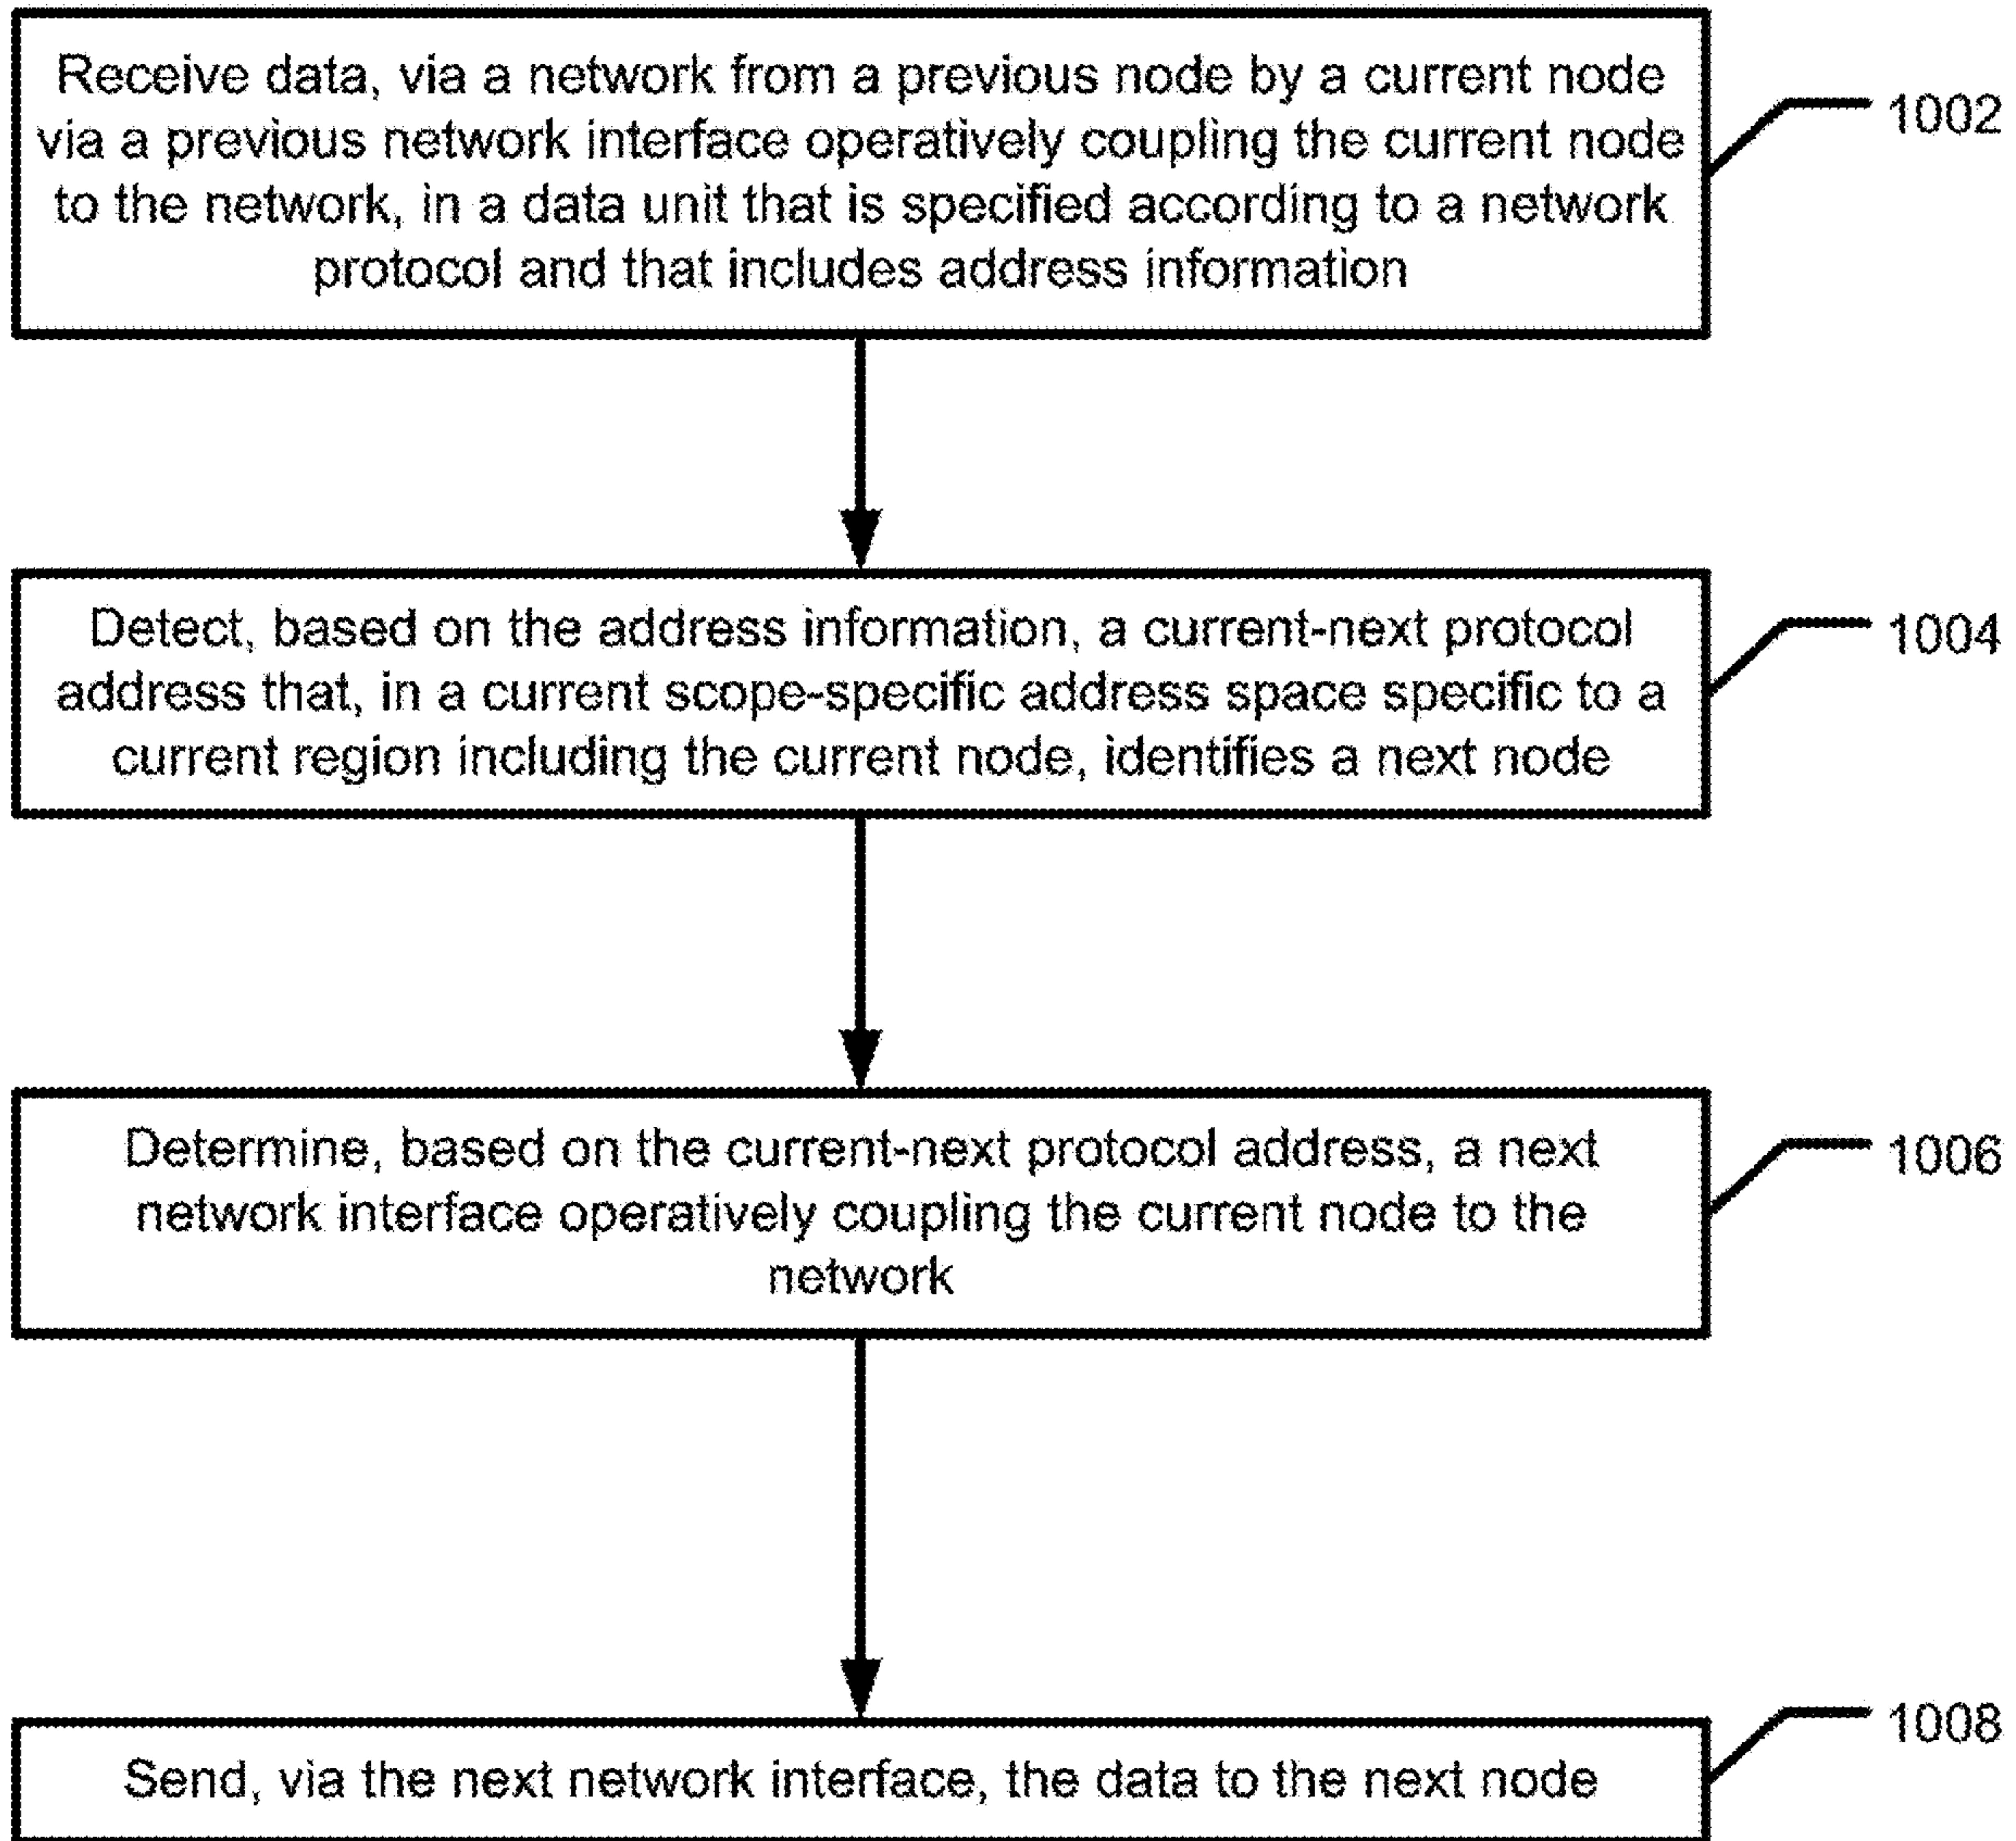 Receive data, via a network from a previous node by a current node
via a previous network interface operatively coupling the current node
to the network, in a data unit that is specified according to a network
protocol and that includes address information
1002
Detect, based on the address information, a current-next protocol
address that, in a current scope-specific address space specific to a
current region including the current node, identifies a next node
1004
Determine, based on the current-next protocol address, a next
network interface operatively coupling the current node to the
network
1006
Send, via the next network interface, the data to the next node
1008